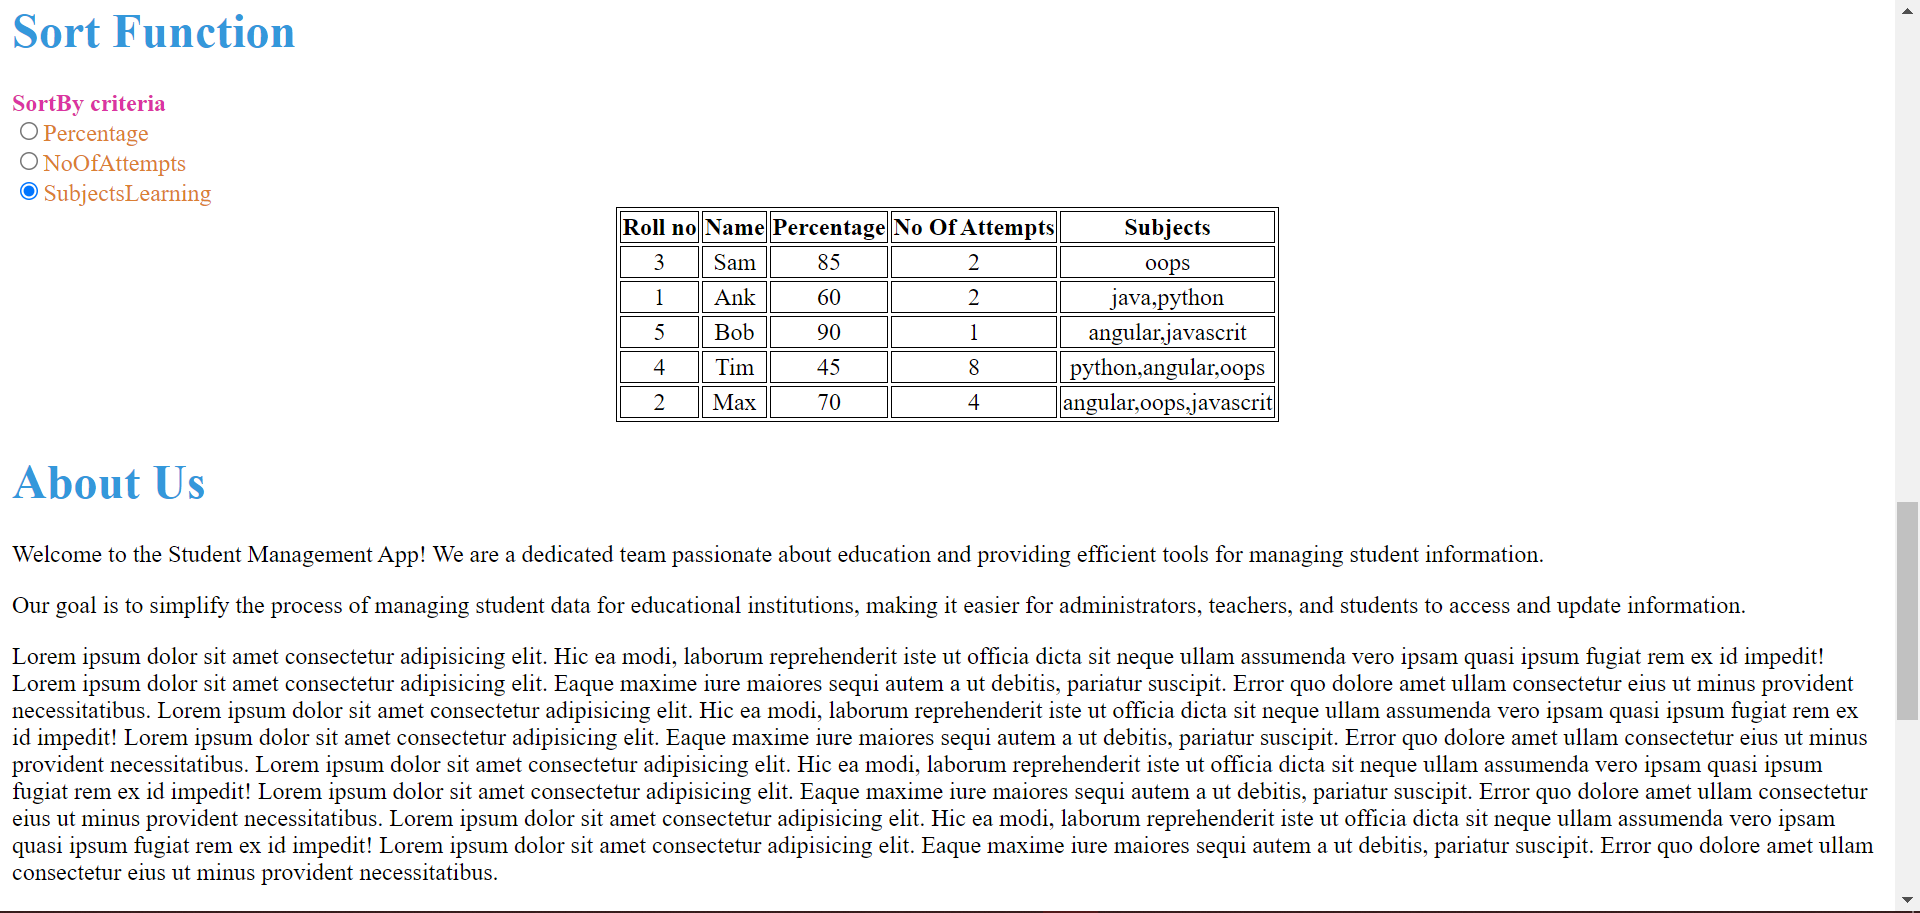 Sort Function
SortBy criteria
Percentage
NoOfAttempts
SubjectsLearning
Roll no Name Percentage No Of Attempts Subjects
3 Sam 85 2 oops
1 Ank 60 2 java,python
5 Bob 90 1 angular,javascrit
4 Tim 45 8 python,angular,oops
2 Max 70 4 angular,oops,javascrit
About Us
Welcome to the Student Management App! We are a dedicated team passionate about education and providing efficient tools for managing student information.
Our goal is to simplify the process of managing student data for educational institutions, making it easier for administrators, teachers, and students to access and update information.
Lorem ipsum dolor sit amet consectetur adipisicing elit. Hic ea modi, laborum reprehenderit iste ut officia dicta sit neque ullam assumenda vero ipsam quasi ipsum fugiat rem ex id impedit!
Lorem ipsum dolor sit amet consectetur adipisicing elit. Eaque maxime iure maiores sequi autem a ut debitis, pariatur suscipit. Error quo dolore amet ullam consectetur eius ut minus provident
necessitatibus. Lorem ipsum dolor sit amet consectetur adipisicing elit. Hic ea modi, laborum reprehenderit iste ut officia dicta sit neque ullam assumenda vero ipsam quasi ipsum fugiat rem ex
id impedit! Lorem ipsum dolor sit amet consectetur adipisicing elit. Eaque maxime iure maiores sequi autem a ut debitis, pariatur suscipit. Error quo dolore amet ullam consectetur eius ut minus
provident necessitatibus. Lorem ipsum dolor sit amet consectetur adipisicing elit. Hic ea modi, laborum reprehenderit iste ut officia dicta sit neque ullam assumenda vero ipsam quasi ipsum
fugiat rem ex id impedit! Lorem ipsum dolor sit amet consectetur adipisicing elit. Eaque maxime iure maiores sequi autem a ut debitis, pariatur suscipit. Error quo dolore amet ullam consectetur
eius ut minus provident necessitatibus. Lorem ipsum dolor sit amet consectetur adipisicing elit. Hic ea modi, laborum reprehenderit iste ut officia dicta sit neque ullam assumenda vero ipsam
quasi ipsum fugiat rem ex id impedit! Lorem ipsum dolor sit amet consectetur adipisicing elit. Eaque maxime iure maiores sequi autem a ut debitis, pariatur suscipit. Error quo dolore amet ullam
consectetur eius ut minus provident necessitatibus.